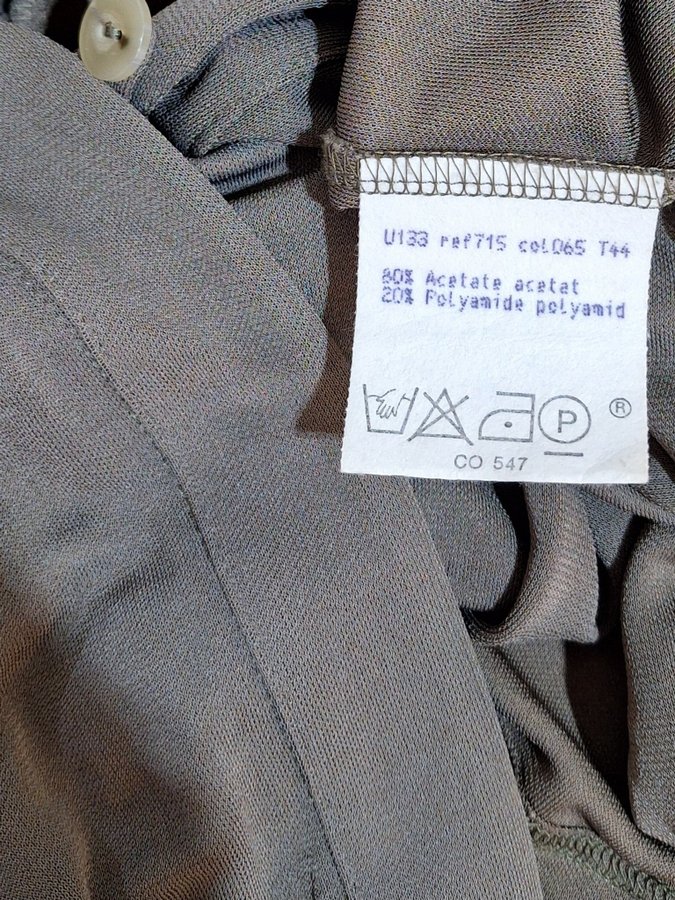 U133 ref715 col065 T44
80% Acetate acetat
20% Polyamide polyamid
P ®
CO 547